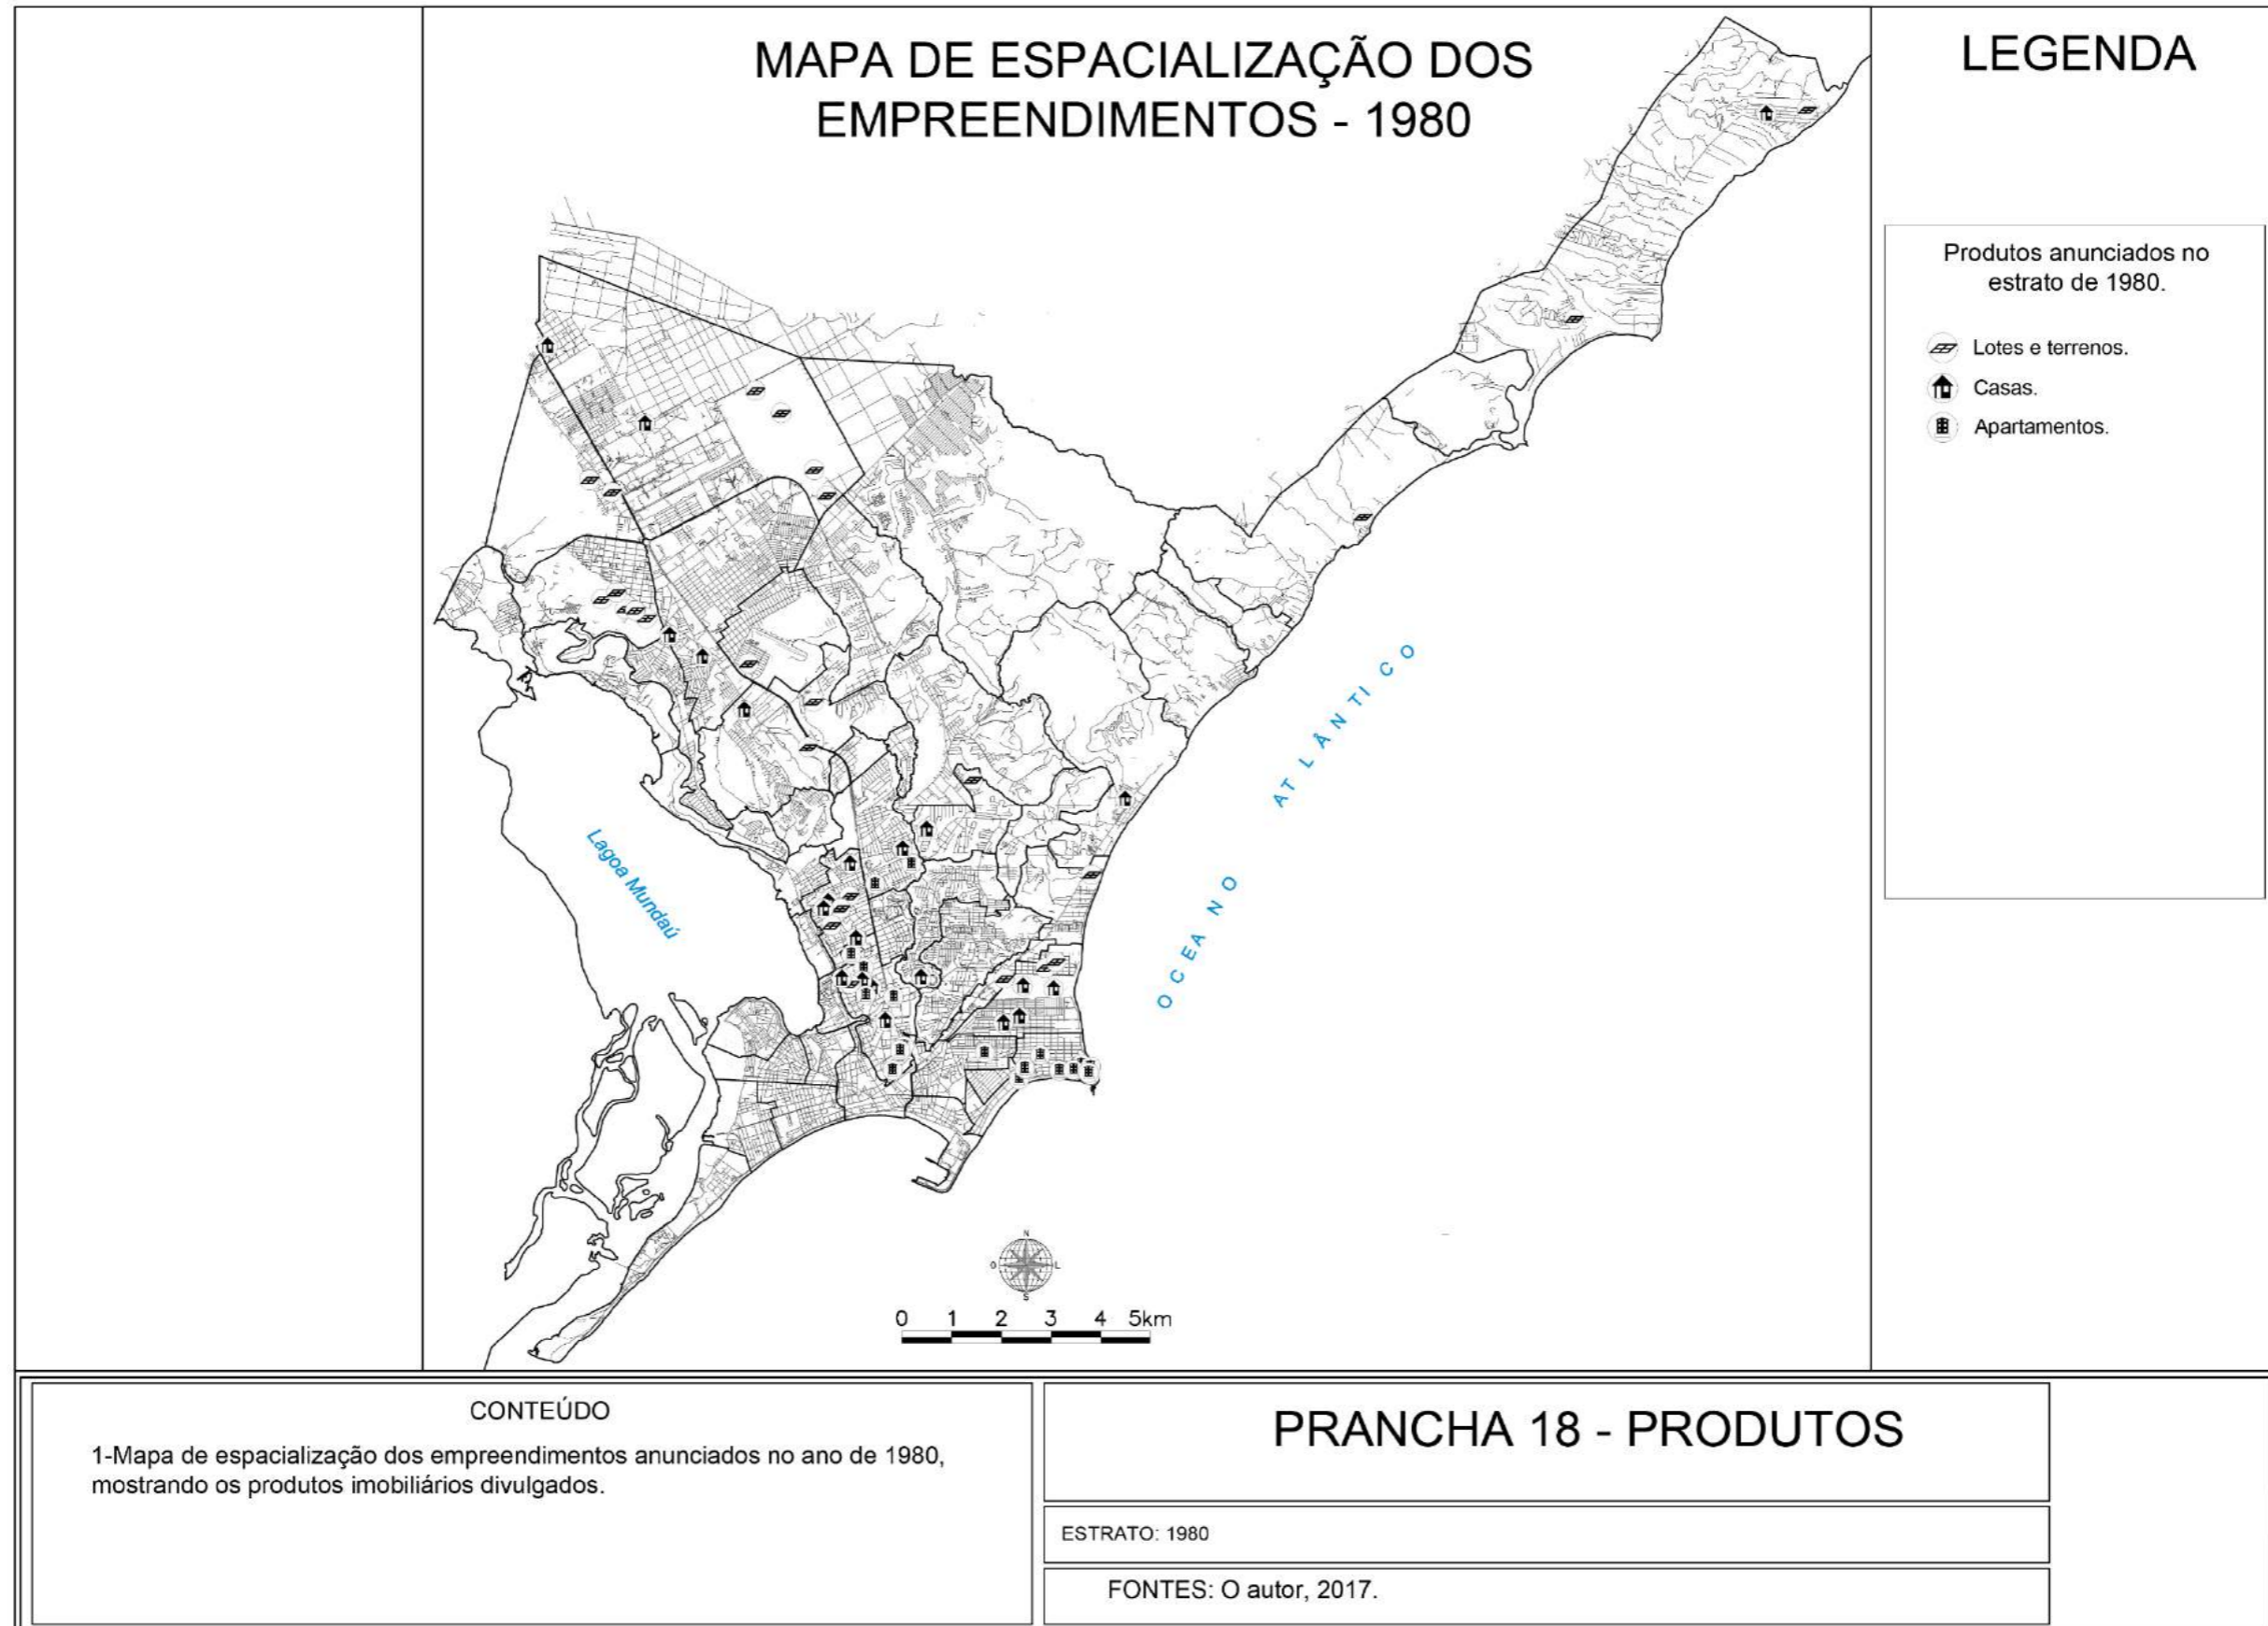 MAPA DE ESPACIALIZAÇÃO DOS
EMPREENDIMENTOS - 1980
LEGENDA
Produtos anunciados no
estrato de 1980.
Lotes e terrenos.
Casas.
Apartamentos.
OCEANO ATLÂNTICO
Lagoa Mundaú
N
O
L
S
0 1 2 3 4 5km
CONTEÚDO
1-Mapa de espacialização dos empreendimentos anunciados no ano de 1980,
mostrando os produtos imobiliários divulgados.
PRANCHA 18 - PRODUTOS
ESTRATO: 1980
FONTES: O autor, 2017.